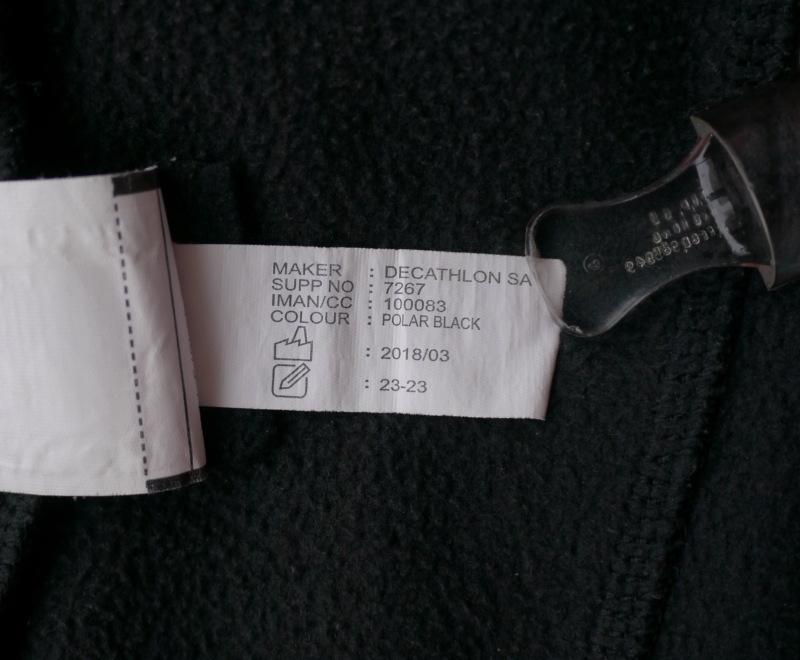 MAKER : DECATHLON SA
SUPP NO : 7267
IMAN/CC : 100083
COLOUR : POLAR BLACK
: 2018/03
: 23-23